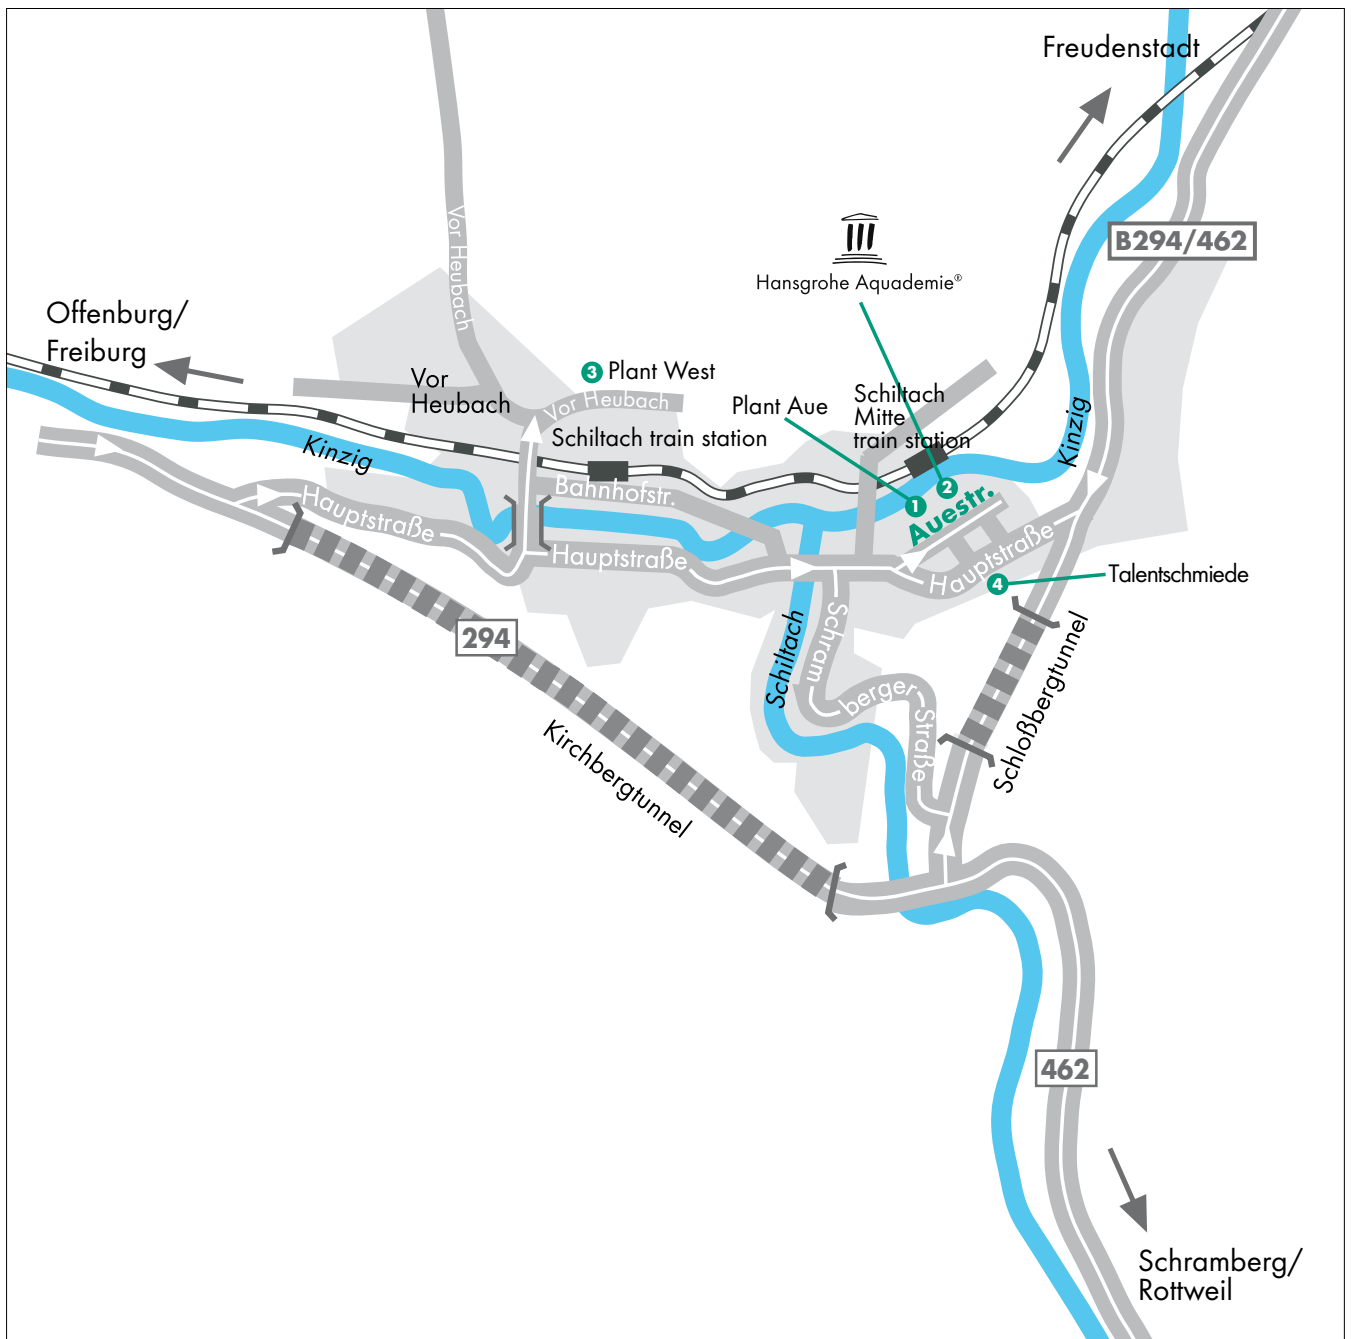 Freudenstadt
B294/462
Hansgrohe Aquademie®
Vor Heubach
Offenburg/
Freiburg
Vor
Heubach
3 Plant West
Vor Heubach
Plant Aue
Schiltach
Mitte
train station
Schiltach train station
Kinzig
Kinzig
Bahnhofstr.
2
1
Auestr.
Hauptstraße
Hauptstraße
Hauptstraße
4
Talentschmiede
294
Schiltach
Schram
berger
Straße
Schloßbergtunnel
Kirchbergtunnel
462
Schramberg/
Rottweil